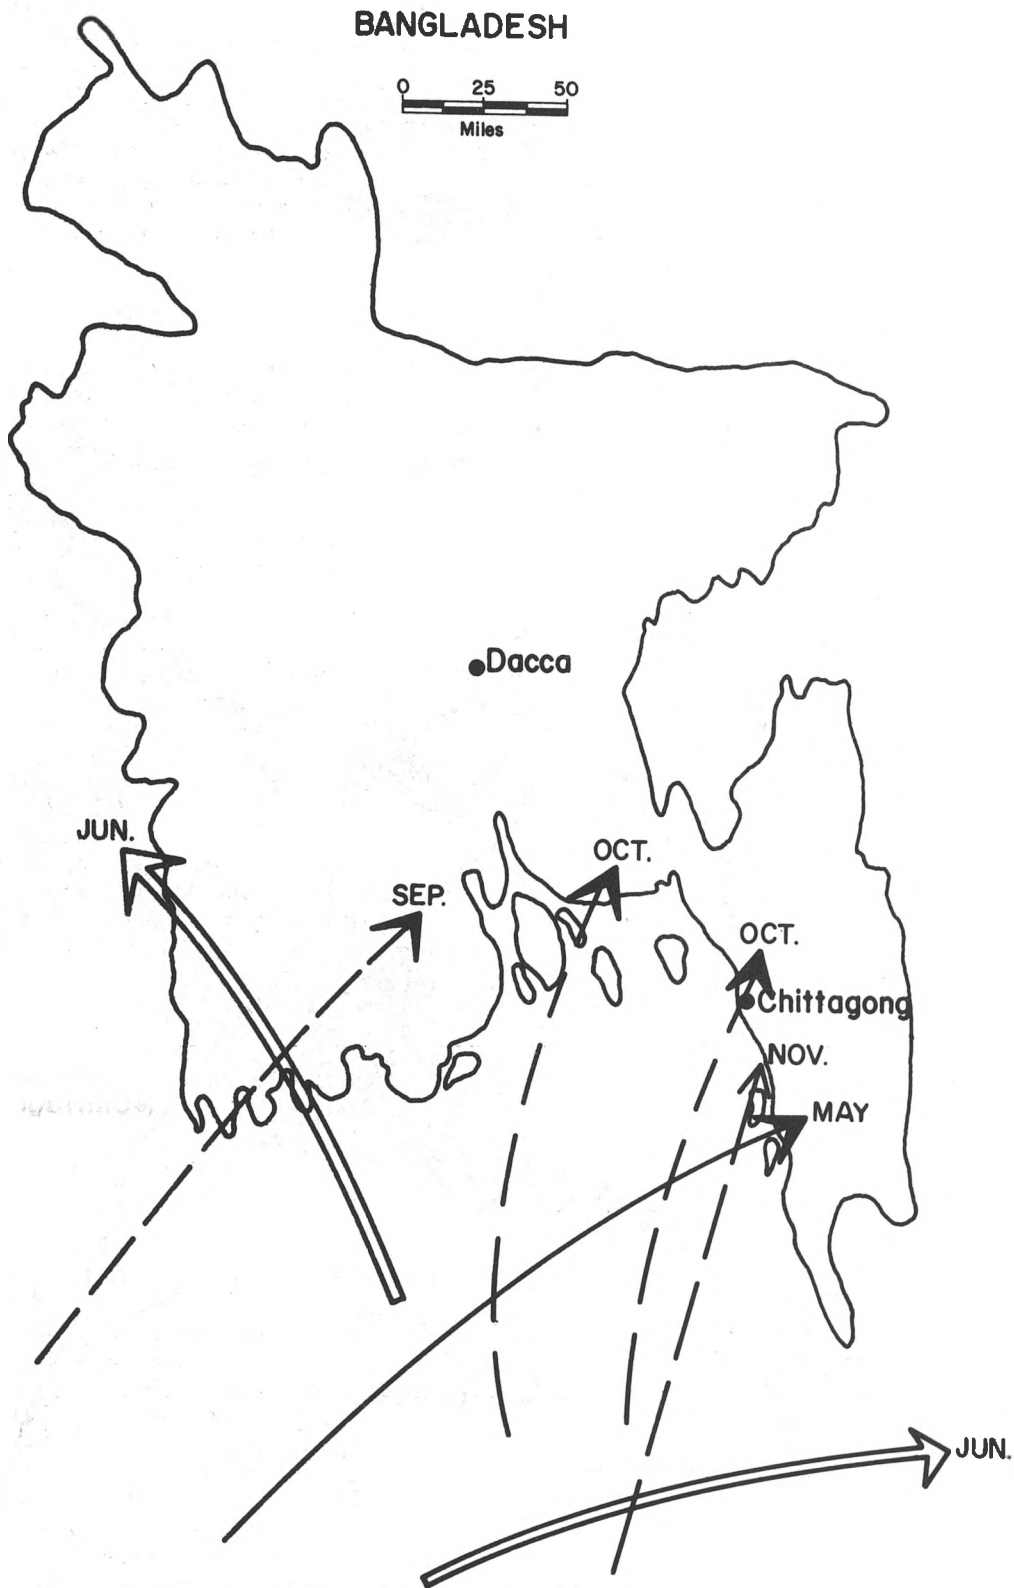 BANGLADESH
0 25 50
Miles
Dacca
JUN.
OCT.
SEP.
OCT.
Chittagong
NOV.
MAY
JUN.